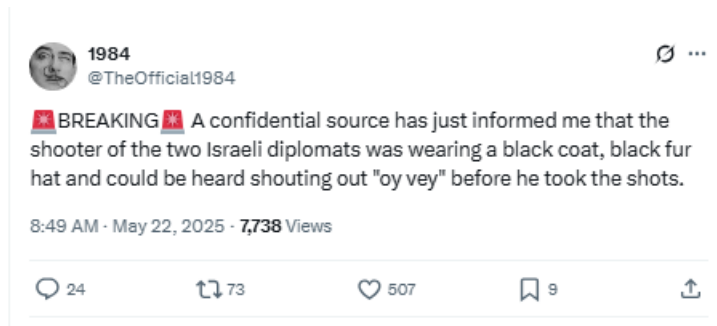 1984
@TheOfficial1984
🚨BREAKING🚨 A confidential source has just informed me that the
shooter of the two Israeli diplomats was wearing a black coat, black fur
hat and could be heard shouting out "oy vey" before he took the shots.
8:49 AM · May 22, 2025 · 7,738 Views
24 73 507 9